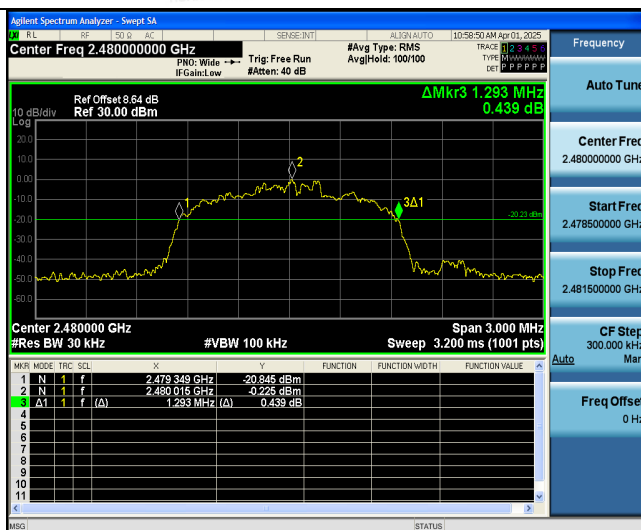 Agilent Spectrum Analyzer - Swept SA
LXI RL RF 50 Ω AC SENSE:INT ALIGN AUTO 10:58:50 AM Apr 01, 2025
Center Freq 2.480000000 GHz
PNO: Wide
IFGain:Low
Trig: Free Run
#Atten: 40 dB
#Avg Type: RMS
Avg|Hold: 100/100
TRACE 1 2 3 4 5 6
TYPE M WWWWW
DET P P P P P P
Ref Offset 8.64 dB
Ref 30.00 dBm
10 dB/div
Log
ΔMkr3 1.293 MHz
0.439 dB
20.0
10.0
0.00
-10.0
-20.0
-30.0
-40.0
-50.0
-60.0
1
2
3Δ1
-20.23 dBm
Center 2.480000 GHz Span 3.000 MHz
#Res BW 30 kHz #VBW 100 kHz Sweep 3.200 ms (1001 pts)
MKR MODE TRC SCL X Y FUNCTION FUNCTION WIDTH FUNCTION VALUE
1 N 1 f 2.479 349 GHz -20.845 dBm
2 N 1 f 2.480 015 GHz -0.225 dBm
3 Δ1 1 f (Δ) 1.293 MHz (Δ) 0.439 dB
4
5
6
7
8
9
10
11
MSG STATUS
Frequency
Auto Tune
Center Freq
2.480000000 GHz
Start Freq
2.478500000 GHz
Stop Freq
2.481500000 GHz
CF Step
300.000 kHz
Auto Man
Freq Offset
0 Hz